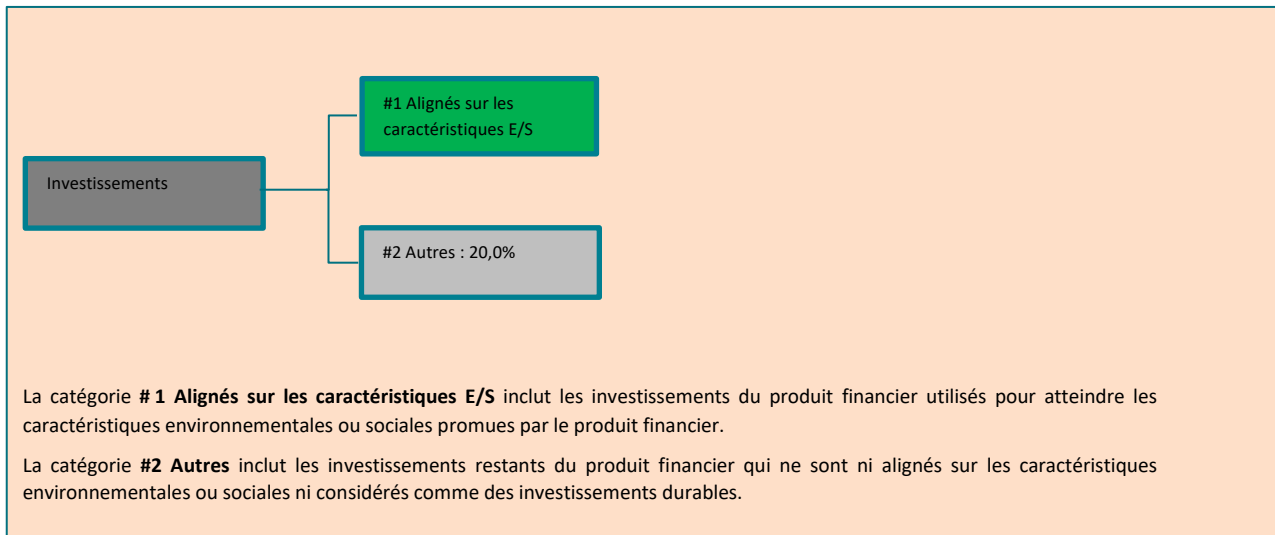 #1 Alignés sur les
caractéristiques E/S
Investissements
#2 Autres : 20,0%
La catégorie # 1 Alignés sur les caractéristiques E/S inclut les investissements du produit financier utilisés pour atteindre les
caractéristiques environnementales ou sociales promues par le produit financier.
La catégorie #2 Autres inclut les investissements restants du produit financier qui ne sont ni alignés sur les caractéristiques
environnementales ou sociales ni considérés comme des investissements durables.